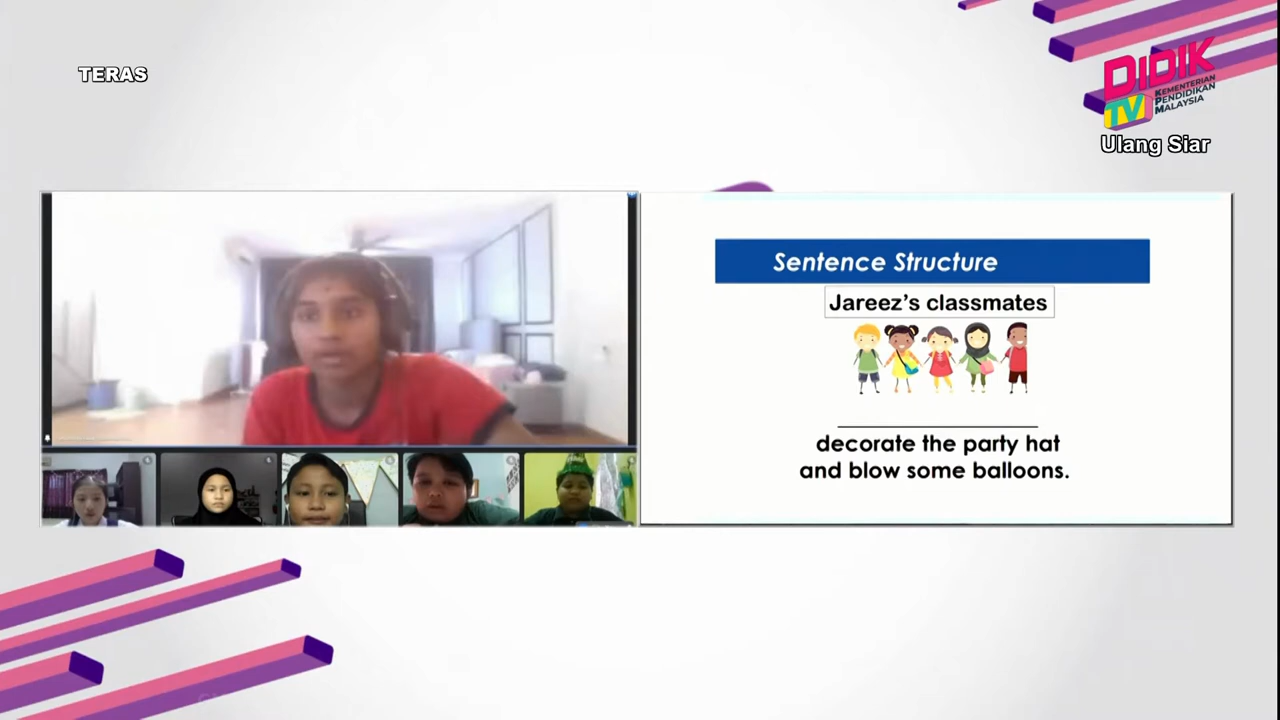 TERAS
DIDIK
TV
KEMENTERIAN
PENDIDIKAN
MALAYSIA
Ulang Siar
Sentence Structure
Jareez's classmates
decorate the party hat
and blow some balloons.